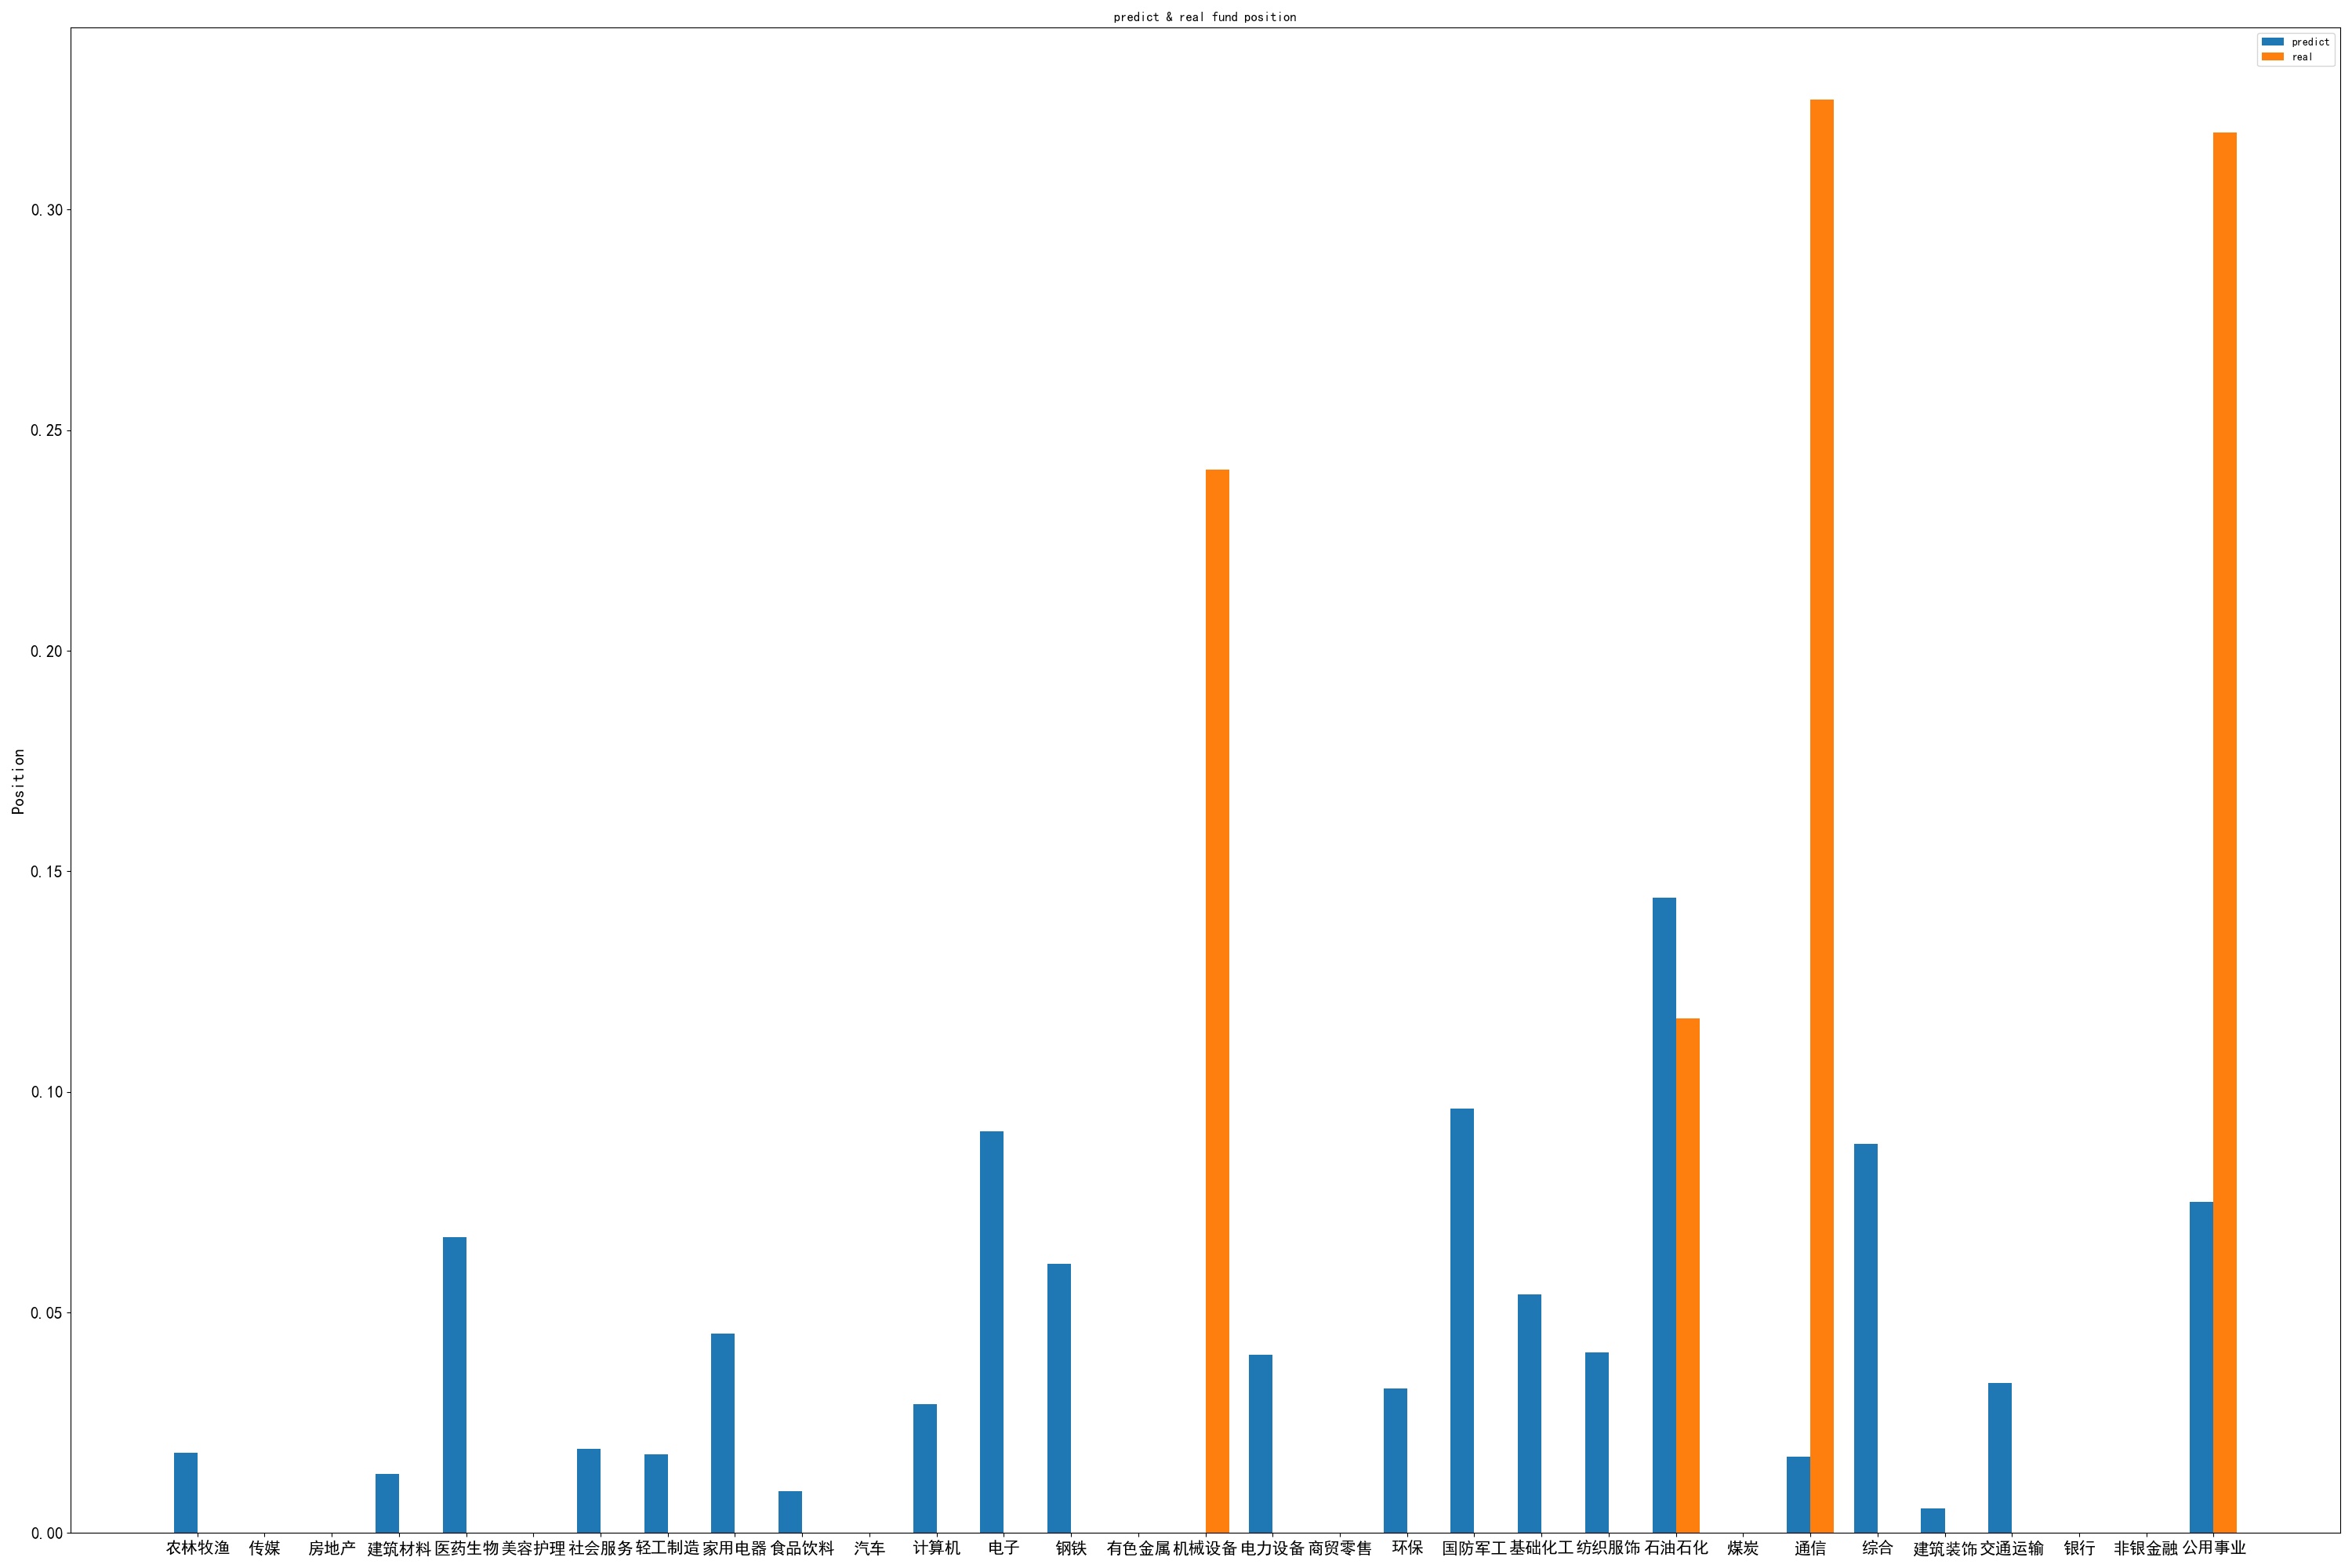 predict & real fund position
predict
real
0.30
0.25
0.20
0.15
0.10
0.05
0.00
Position
农林牧渔 传媒 房地产 建筑材料 医药生物 美容护理 社会服务 轻工制造 家用电器 食品饮料 汽车 计算机 电子 钢铁 有色金属 机械设备 电力设备 商贸零售 环保 国防军工 基础化工 纺织服饰 石油石化 煤炭 通信 综合 建筑装饰 交通运输 银行 非银金融 公用事业